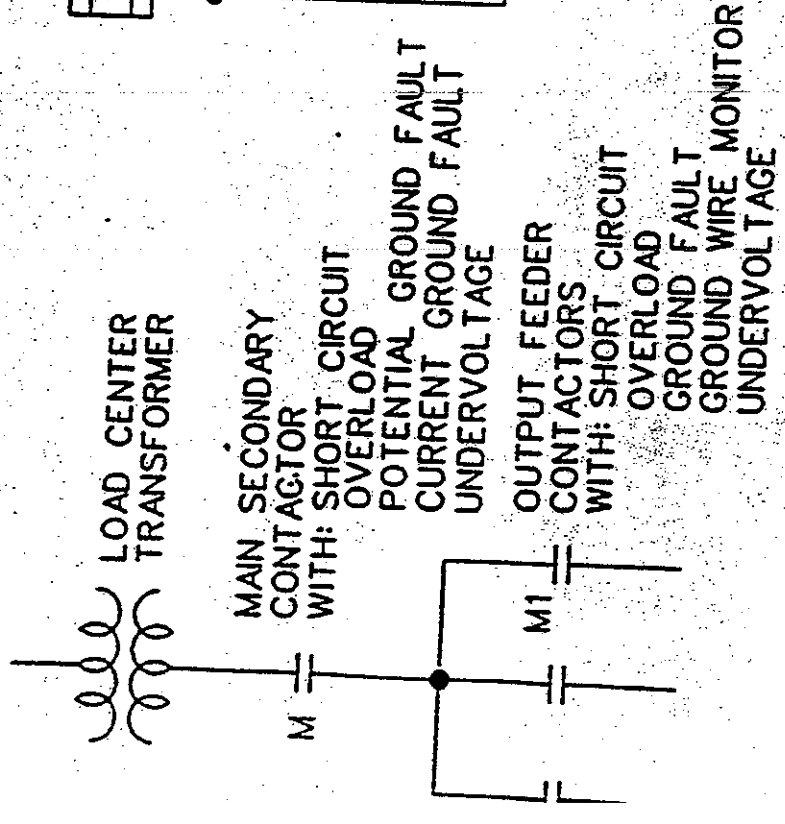 LOAD CENTER
TRANSFORMER
MAIN SECONDARY
CONTACTOR
WITH: SHORT CIRCUIT
OVERLOAD
POTENTIAL GROUND FAULT
CURRENT GROUND FAULT
UNDERVOLTAGE
M
OUTPUT FEEDER
CONTACTORS
WITH: SHORT CIRCUIT
OVERLOAD
GROUND FAULT
GROUND WIRE MONITOR
UNDERVOLTAGE
M1